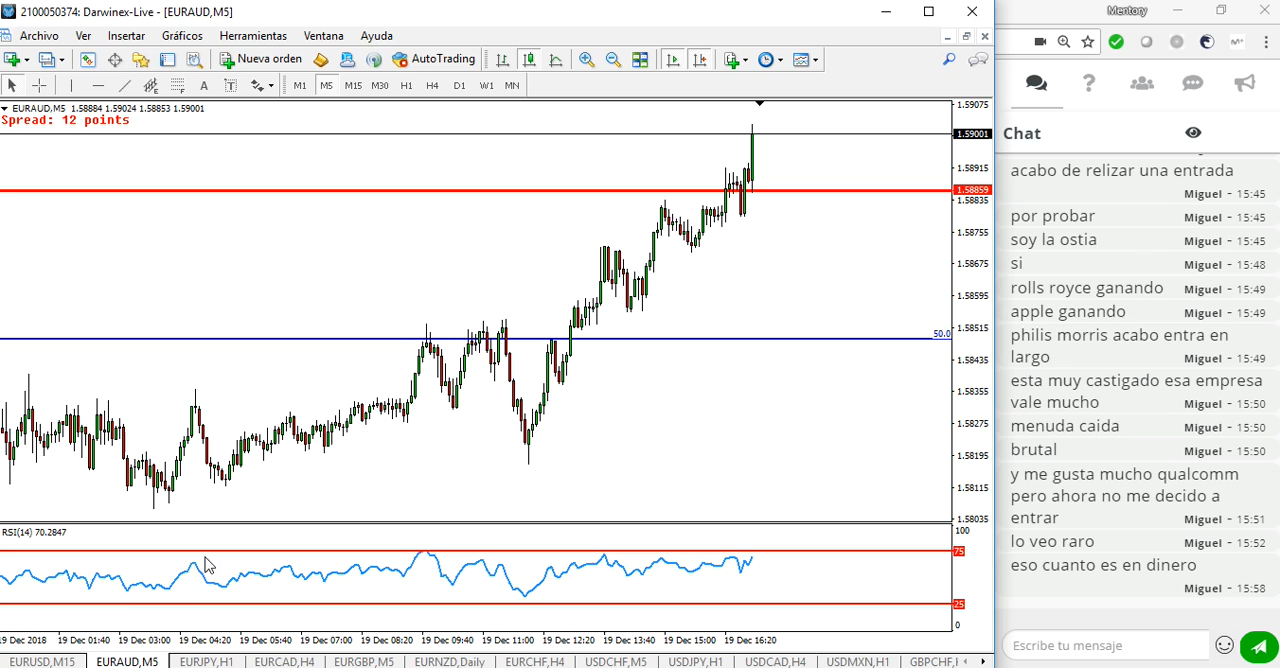 2100050374: Darwinex-Live - [EURAUD,M5]
Mentory
Archivo Ver Insertar Gráficos Herramientas Ventana Ayuda
Nueva orden AutoTrading
M1 M5 M15 M30 H1 H4 D1 W1 MN
EURAUD,M5 1.58884 1.59024 1.58853 1.59001
Spread: 12 points
1.59075
1.59001
1.58915
1.58859
1.58835
1.58755
1.58675
1.58595
1.58515
50.0
1.58435
1.58355
1.58275
1.58195
1.58115
1.58035
RSI(14) 70.2847
100
75
25
0
19 Dec 2018 19 Dec 01:40 19 Dec 03:00 19 Dec 04:20 19 Dec 05:40 19 Dec 07:00 19 Dec 08:20 19 Dec 09:40 19 Dec 11:00 19 Dec 12:20 19 Dec 13:40 19 Dec 15:00 19 Dec 16:20
EURUSD,M15 EURAUD,M5 EURJPY,H1 EURCAD,H4 EURGBP,M5 EURNZD,Daily EURCHF,H4 USDCHF,M5 USDJPY,H1 USDCAD,H4 USDMXN,H1 GBPCHF,
Chat
acabo de relizar una entrada
Miguel - 15:45
por probar Miguel - 15:45
soy la ostia Miguel - 15:45
si Miguel - 15:48
rolls royce ganando Miguel - 15:49
apple ganando Miguel - 15:49
philis morris acabo entra en
largo Miguel - 15:49
esta muy castigado esa empresa
vale mucho Miguel - 15:50
menuda caida Miguel - 15:50
brutal Miguel - 15:50
y me gusta mucho qualcomm
pero ahora no me decido a
entrar Miguel - 15:51
lo veo raro Miguel - 15:52
eso cuanto es en dinero
Miguel - 15:58
Escribe tu mensaje